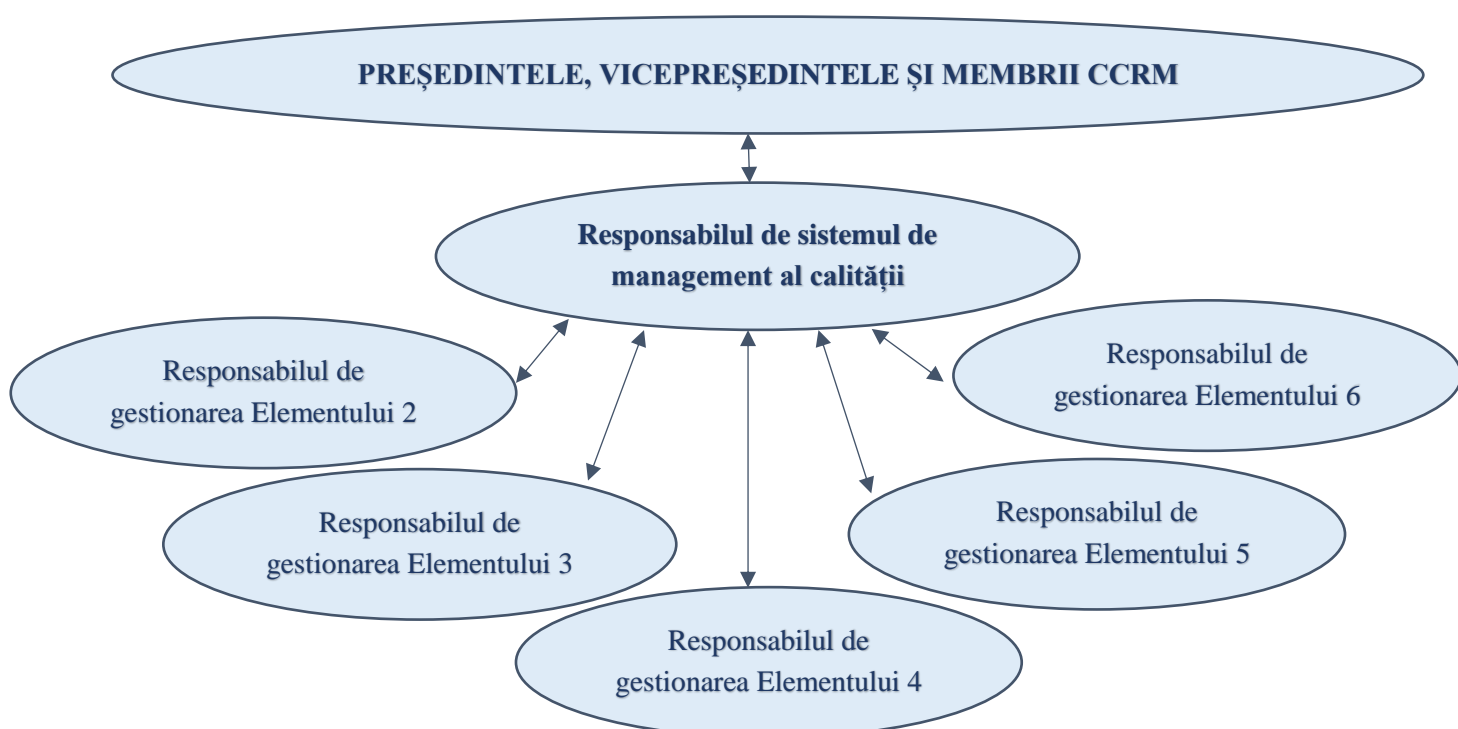 PREȘEDINTELE, VICEPREȘEDINTELE ȘI MEMBRII CCRM
Responsabilul de sistemul de
management al calității
Responsabilul de
gestionarea Elementului 2
Responsabilul de
gestionarea Elementului 3
Responsabilul de
gestionarea Elementului 4
Responsabilul de
gestionarea Elementului 5
Responsabilul de
gestionarea Elementului 6